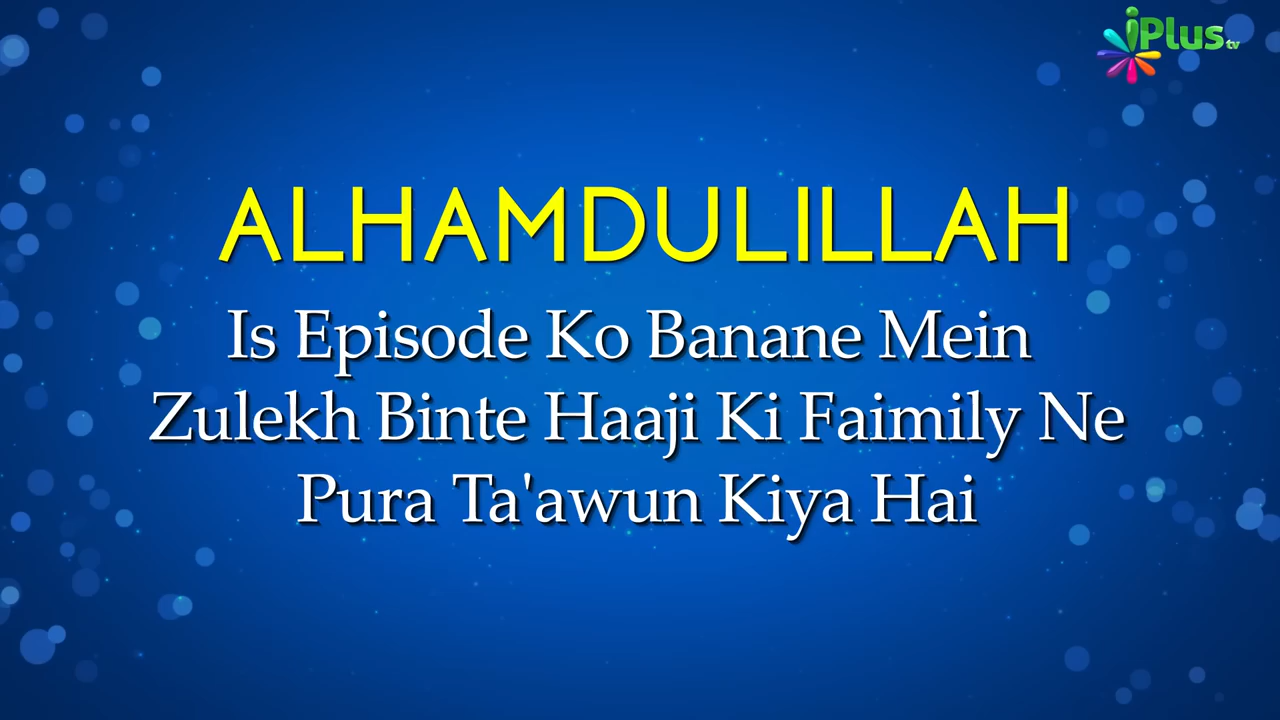 iPlus tv
ALHAMDULILLAH
Is Episode Ko Banane Mein
Zulekh Binte Haaji Ki Faimily Ne
Pura Ta'awun Kiya Hai